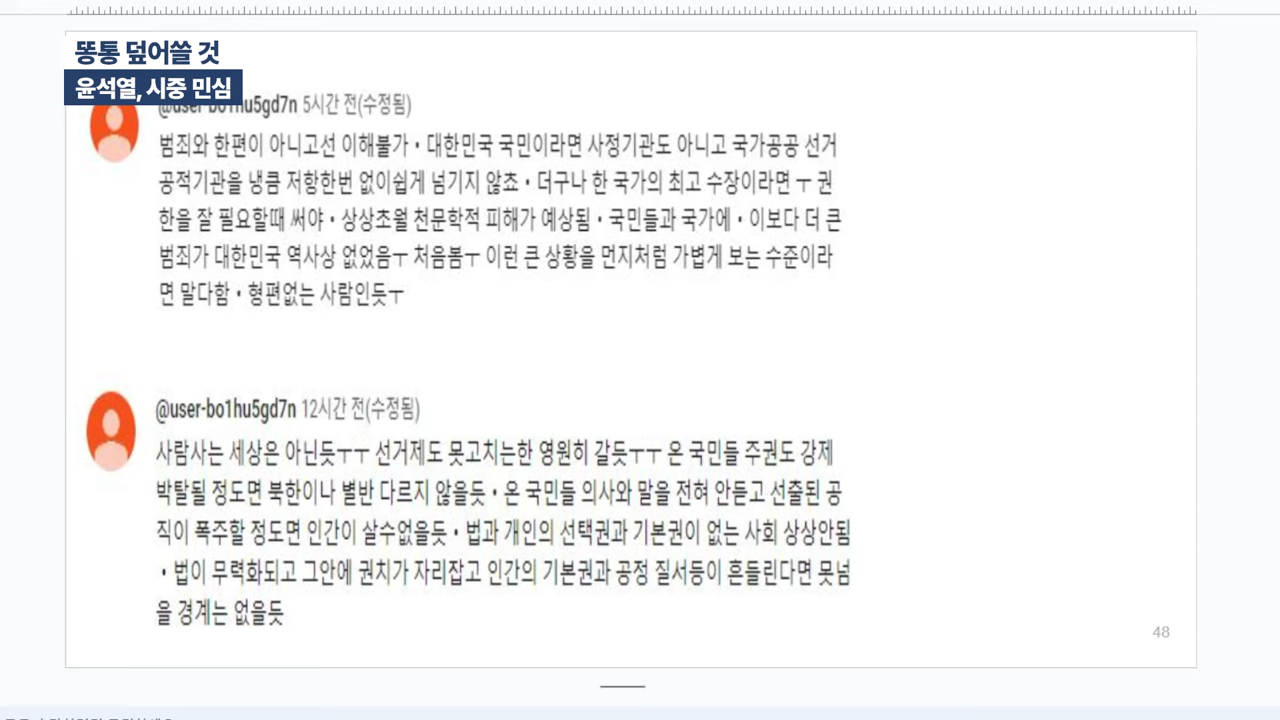 똥통 덮어쓸 것
윤석열, 시중 민심
@user-bo1hu5gd7n 5시간 전(수정됨)
범죄와 한편이 아니고선 이해불가・대한민국 국민이라면 사정기관도 아니고 국가공공 선거
공적기관을 냉큼 저항한번 없이쉽게 넘기지 않쵸・더구나 한 국가의 최고 수장이라면 ㅜ 권
한을 잘 필요할때 써야・상상초월 천문학적 피해가 예상됨・국민들과 국가에・이보다 더 큰
범죄가 대한민국 역사상 없었음ㅜ 처음봄ㅜ 이런 큰 상황을 먼지처럼 가볍게 보는 수준이라
면 말다함・형편없는 사람인듯ㅜ
@user-bo1hu5gd7n 12시간 전(수정됨)
사람사는 세상은 아닌듯ㅜㅜ 선거제도 못고치는한 영원히 갈듯ㅜㅜ 온 국민들 주권도 강제
박탈될 정도면 북한이나 별반 다르지 않을듯・온 국민들 의사와 말을 전혀 안듣고 선출된 공
직이 폭주할 정도면 인간이 살수없을듯・법과 개인의 선택권과 기본권이 없는 사회 상상안됨
・법이 무력화되고 그안에 권치가 자리잡고 인간의 기본권과 공정 질서등이 흔들린다면 못넘
을 경계는 없을듯
48